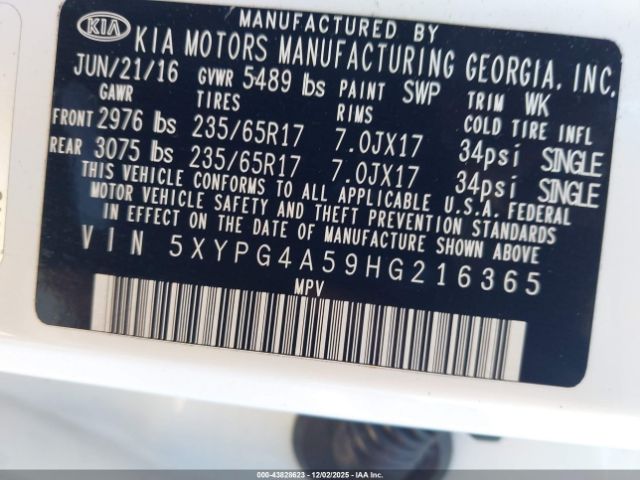 MANUFACTURED BY
KIA KIA MOTORS MANUFACTURING GEORGIA, INC.
JUN/21/16 GVWR 5489 lbs PAINT SWP TRIM WK
GAWR TIRES RIMS COLD TIRE INFL
FRONT 2976 lbs 235/65R17 7.0JX17 34psi SINGLE
REAR 3075 lbs 235/65R17 7.0JX17 34psi SINGLE
THIS VEHICLE CONFORMS TO ALL APPLICABLE U.S.A. FEDERAL
MOTOR VEHICLE SAFETY AND THEFT PREVENTION STANDARDS
IN EFFECT ON THE DATE OF MANUFACTURE SHOWN ABOVE
VIN 5XYPG4A59HG216365
MPV
000-43828623 - 12/02/2025 - IAA Inc.